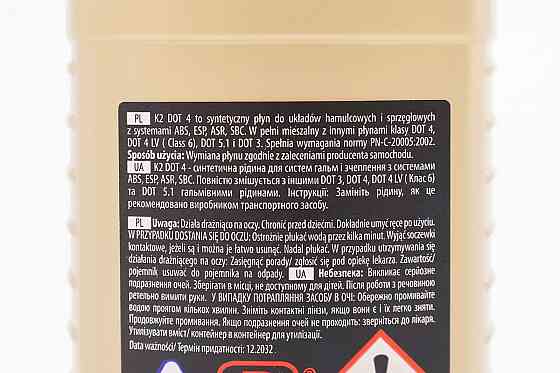 PL K2 DOT 4 to syntetyczny płyn do układów hamulcowych i sprzęgłowych
z systemami ABS, ESP, ASR, SBC. W pełni mieszalny z innymi płynami klasy DOT 4,
DOT 4 LV ( Class 6), DOT 5.1 i DOT 3. Spełnia wymagania normy PN-C-20005:2002.
Sposób użycia: Wymiana płynu zgodnie z zaleceniami producenta samochodu.
UA K2 DOT 4 - синтетична рідина для систем гальм і зчеплення з системами
ABS, ESP, ASR, SBC. Повністю змішується з іншими DOT 3, DOT 4, DOT 4 LV (Клас 6)
та DOT 5.1 гальмівними рідинами. Інструкції: Замініть рідину, як це
рекомендовано виробником транспортного засобу.
PL Uwaga: Działa drażniąco na oczy. Chronić przed dziećmi. Dokładnie umyć ręce po użyciu.
W PRZYPADKU DOSTANIA SIĘ DO OCZU: Ostrożnie płukać wodą przez kilka minut. Wyjąć soczewki
kontaktowe, jeżeli są i można je łatwo usunąć. Nadal płukać. W przypadku utrzymywania się
działania drażniącego na oczy: Zasięgnąć porady/ zgłosić się pod opiekę lekarza. Zawartość/
pojemnik usuwać do pojemnika na odpady. UA Небезпека: Викликає серйозне
подразнення очей. Зберігати в місці, не доступному для дітей. Після роботи з речовиною
ретельно вимити руки. У ВИПАДКУ ПОТРАПЛЯННЯ ЗАСОБУ В ОЧІ: Обережно промивайте
водою протягом кількох хвилин. Зніміть контактні лінзи, якщо вони є і їх легко зняти.
Продовжуйте промивання. Якщо подразнення очей не проходить: зверніться до лікаря.
Утилізувати вміст/ контейнер в контейнер для утилізації.
Data ważności/ Термін придатності: 12.2032